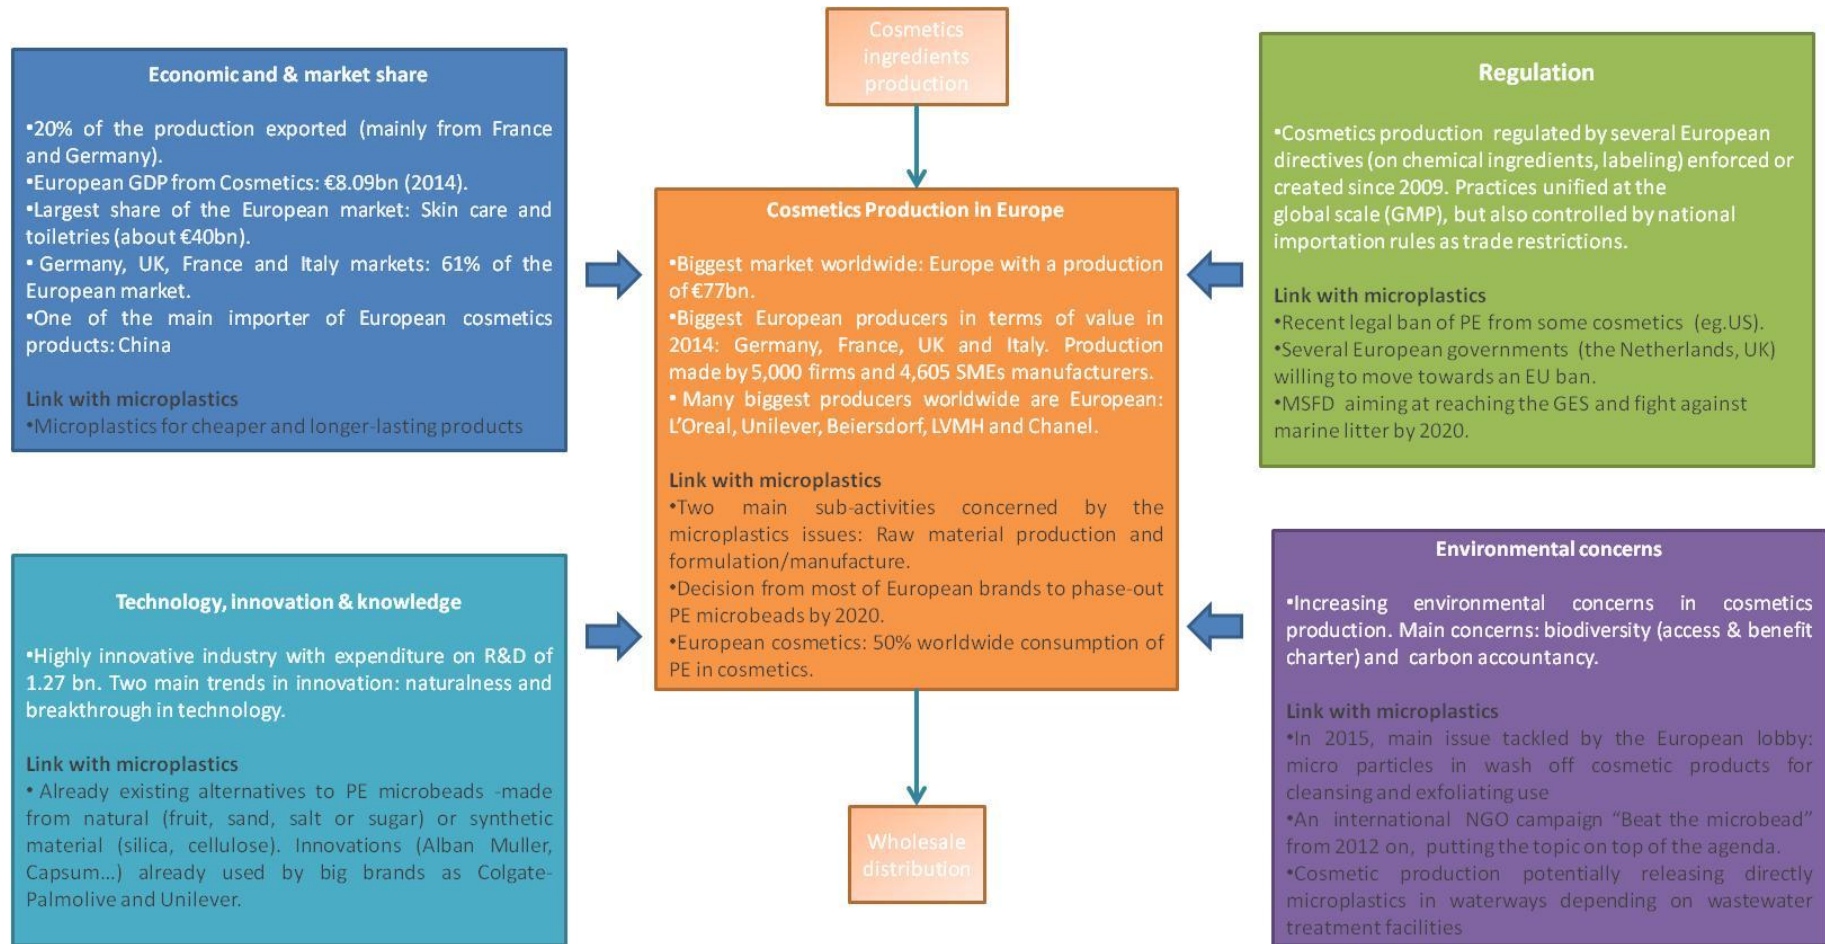 Cosmetics
ingredients
production
Economic and & market share
•20% of the production exported (mainly from France
and Germany).
•European GDP from Cosmetics: €8.09bn (2014).
•Largest share of the European market: Skin care and
toiletries (about €40bn).
• Germany, UK, France and Italy markets: 61% of the
European market.
•One of the main importer of European cosmetics
products: China
Link with microplastics
•Microplastics for cheaper and longer-lasting products
Technology, innovation & knowledge
•Highly innovative industry with expenditure on R&D of
1.27 bn. Two main trends in innovation: naturalness and
breakthrough in technology.
Link with microplastics
• Already existing alternatives to PE microbeads -made
from natural (fruit, sand, salt or sugar) or synthetic
material (silica, cellulose). Innovations (Alban Muller,
Capsum...) already used by big brands as Colgate-
Palmolive and Unilever.
Cosmetics Production in Europe
•Biggest market worldwide: Europe with a production
of €77bn.
•Biggest European producers in terms of value in
2014: Germany, France, UK and Italy. Production
made by 5,000 firms and 4,605 SMEs manufacturers.
• Many biggest producers worldwide are European:
L'Oreal, Unilever, Beiersdorf, LVMH and Chanel.
Link with microplastics
•Two main sub-activities concerned by the
microplastics issues: Raw material production and
formulation/manufacture.
•Decision from most of European brands to phase-out
PE microbeads by 2020.
•European cosmetics: 50% worldwide consumption of
PE in cosmetics.
Wholesale
distribution
Regulation
•Cosmetics production regulated by several European
directives (on chemical ingredients, labeling) enforced or
created since 2009. Practices unified at the
global scale (GMP), but also controlled by national
importation rules as trade restrictions.
Link with microplastics
•Recent legal ban of PE from some cosmetics (eg.US).
•Several European governments (the Netherlands, UK)
willing to move towards an EU ban.
•MSFD aiming at reaching the GES and fight against
marine litter by 2020.
Environmental concerns
•Increasing environmental concerns in cosmetics
production. Main concerns: biodiversity (access & benefit
charter) and carbon accountancy.
Link with microplastics
•In 2015, main issue tackled by the European lobby:
micro particles in wash off cosmetic products for
cleansing and exfoliating use
•An international NGO campaign "Beat the microbead"
from 2012 on, putting the topic on top of the agenda.
•Cosmetic production potentially releasing directly
microplastics in waterways depending on wastewater
treatment facilities